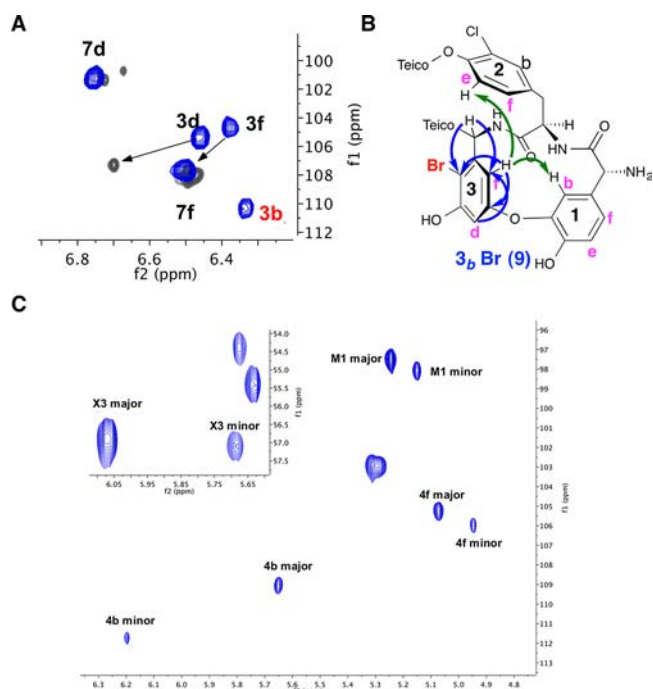 A
7d
3d
3f
7f
3b
100
102
104
106
108
110
112
f1 (ppm)
6.8
6.6
6.4
f2 (ppm)
B
Cl
Teico
O
2
b
e
f
H
H
N
O
H
Teico
H
NH
O
Br
3
f
H
H
b
NH₂
HO
d
O
1
f
e
HO
3b Br (9)
C
54.0
54.5
55.0
55.5
56.0
56.5
57.0
57.5
f1 (ppm)
X3 major
X3 minor
6.05
5.95
5.85
5.75
5.65
f2 (ppm)
M1 major
M1 minor
4f major
4f minor
4b major
4b minor
96
97
98
99
100
101
102
103
104
105
106
107
108
109
110
111
112
113
f1 (ppm)
6.3
6.2
6.1
6.0
5.9
5.8
5.7
5.6
5.5
5.4
5.3
5.2
5.1
5.0
4.9
4.8